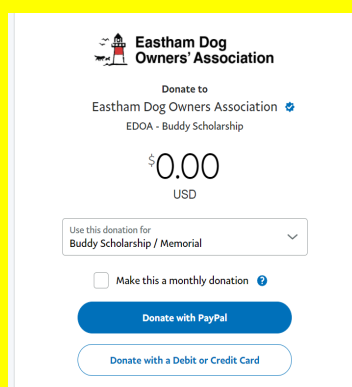 Eastham Dog
Owners' Association
Donate to
Eastham Dog Owners Association
EDOA - Buddy Scholarship
$0.00
USD
Use this donation for
Buddy Scholarship / Memorial
Make this a monthly donation ?
Donate with PayPal
Donate with a Debit or Credit Card